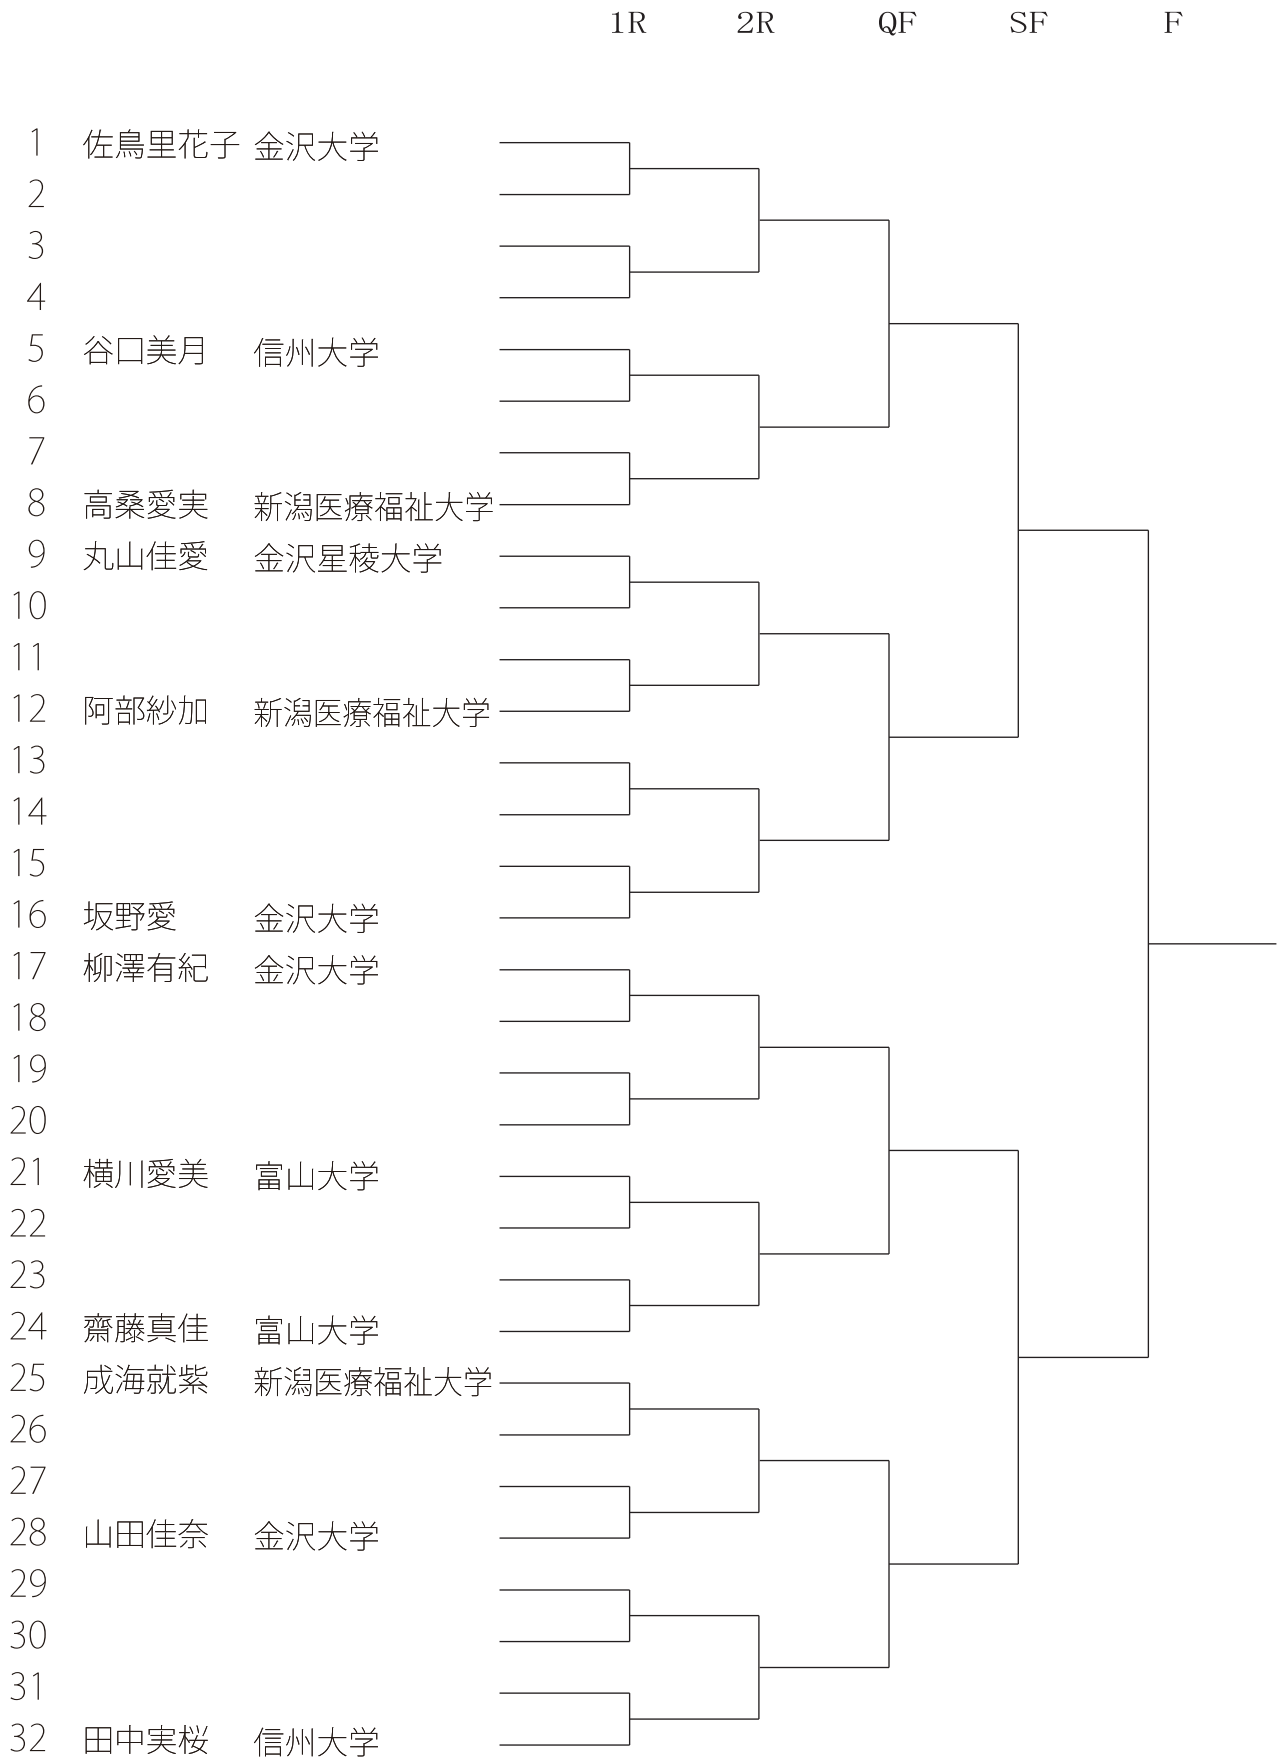 1R 2R QF SF F
1 佐鳥里花子 金沢大学
2
3
4
5 谷口美月 信州大学
6
7
8 高桑愛実 新潟医療福祉大学
9 丸山佳愛 金沢星稜大学
10
11
12 阿部紗加 新潟医療福祉大学
13
14
15
16 坂野愛 金沢大学
17 柳澤有紀 金沢大学
18
19
20
21 横川愛美 富山大学
22
23
24 齋藤真佳 富山大学
25 成海就紫 新潟医療福祉大学
26
27
28 山田佳奈 金沢大学
29
30
31
32 田中実桜 信州大学